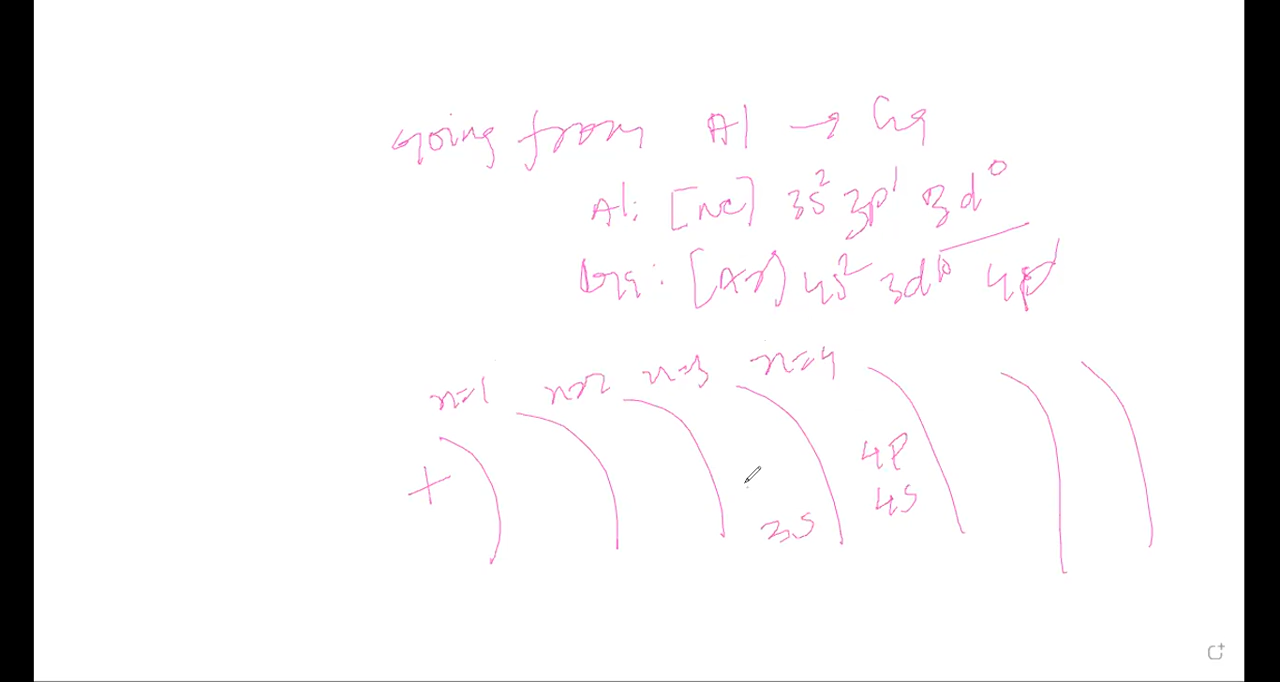 going from Al → Ga
Al: [Ne] 3s² 3p¹ 3d⁰
Ga: [Ar] 4s² 3d¹⁰ 4p¹
n=1 n=2 n=3 n=4
+
4p
4s
3s